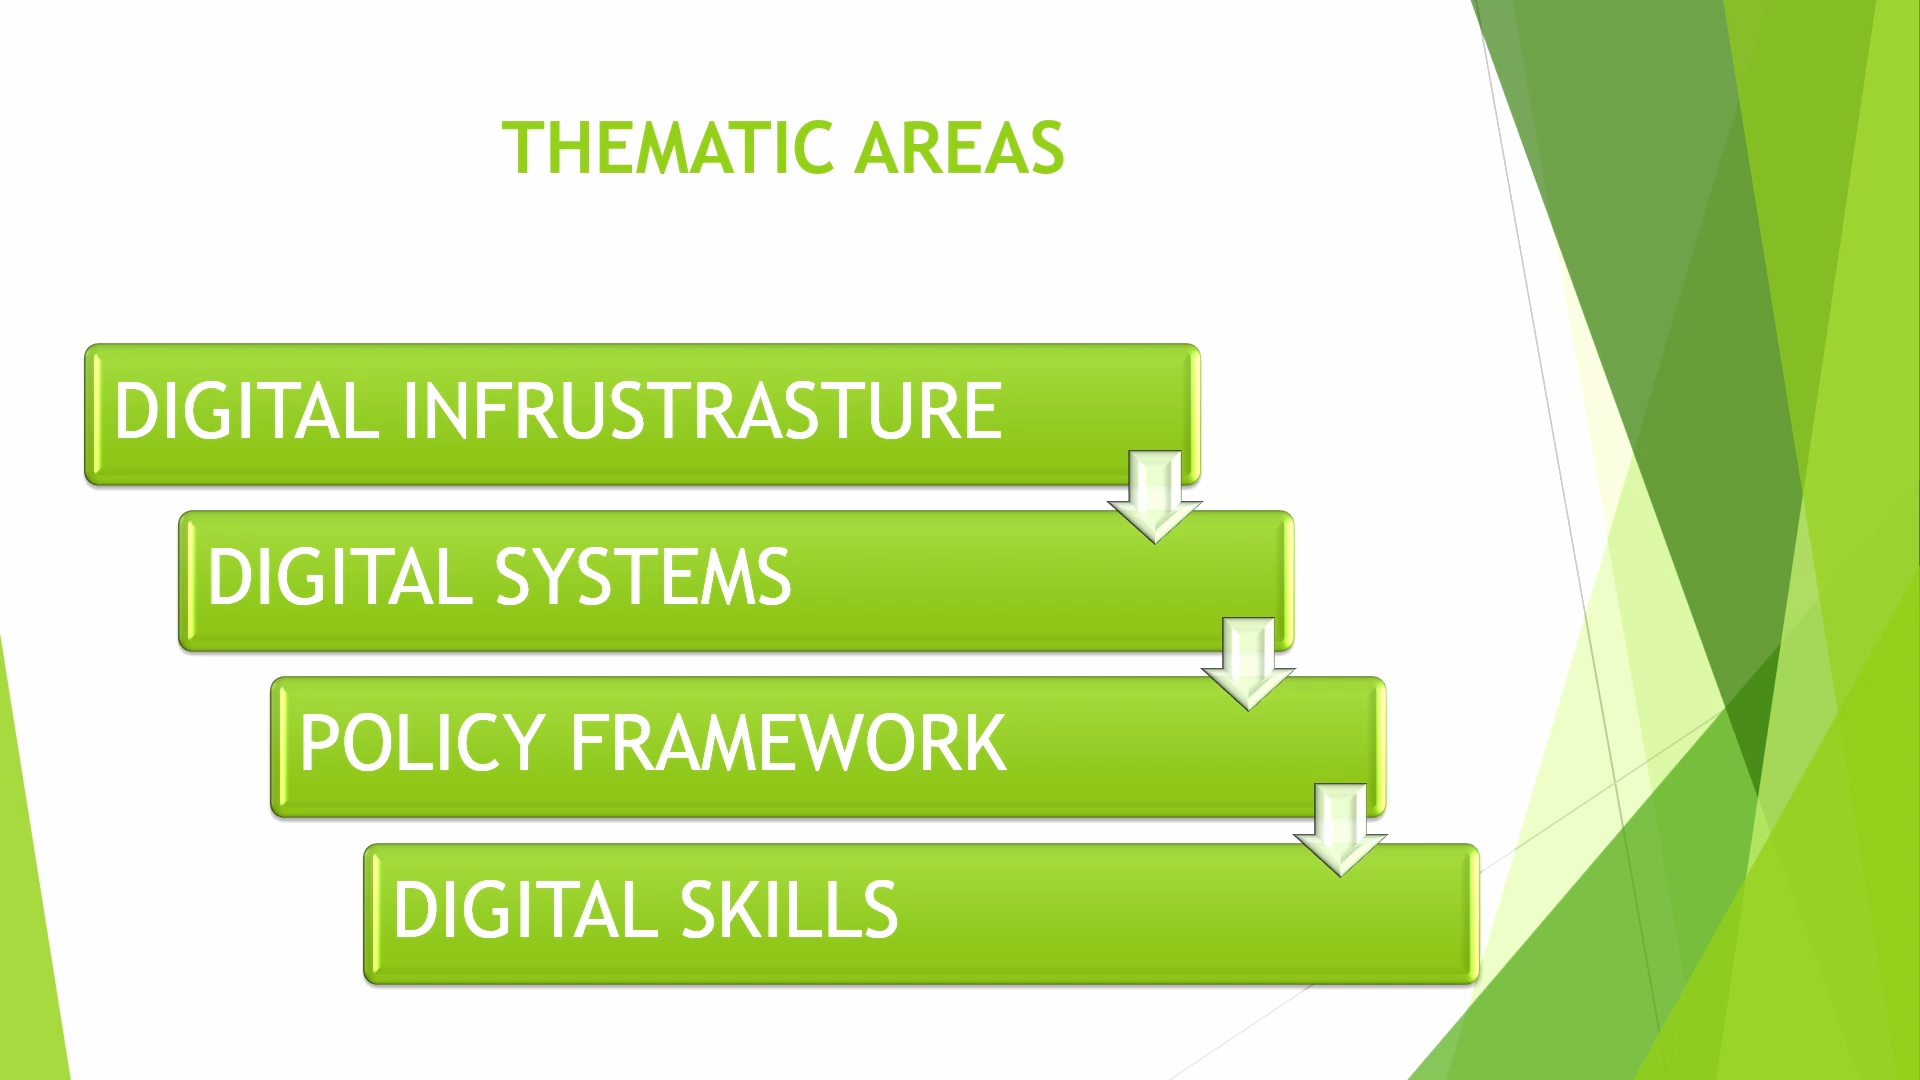 THEMATIC AREAS
DIGITAL INFRUSTRASTURE
DIGITAL SYSTEMS
POLICY FRAMEWORK
DIGITAL SKILLS